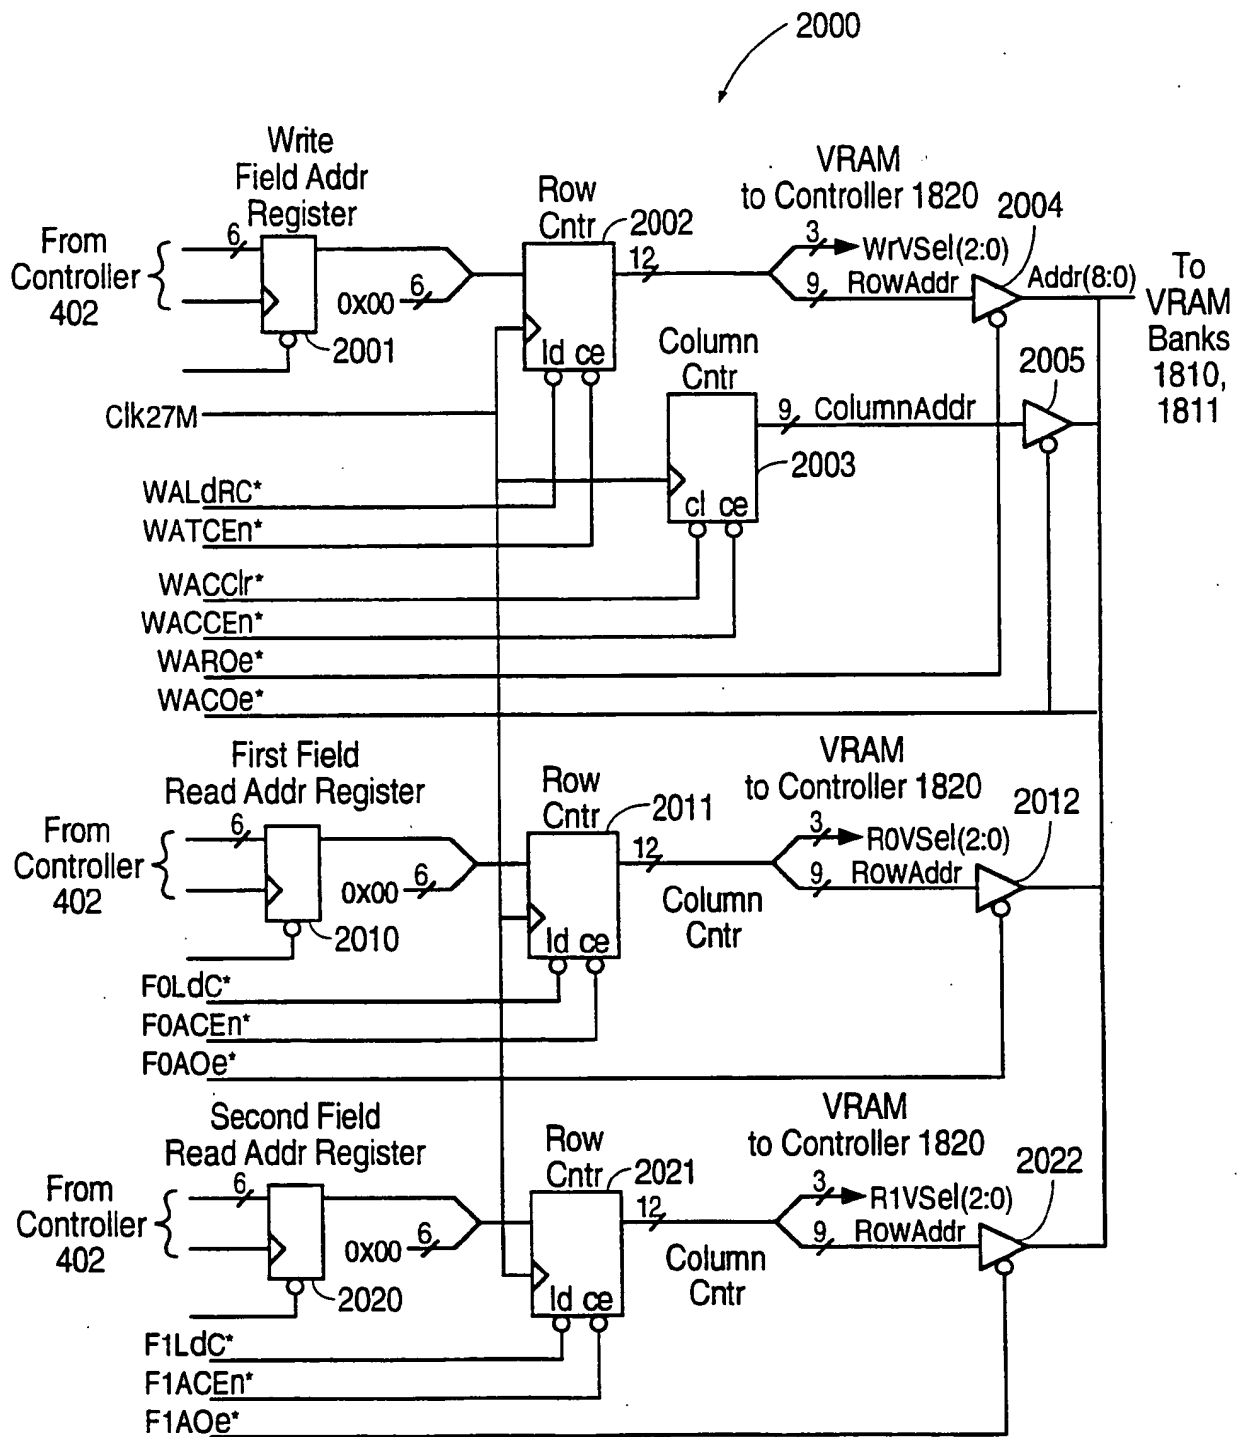 2000
Write
Field Addr
Register
From
Controller
402
6
0X00
6
2001
Row
Cntr
2002
12
ld ce
VRAM
to Controller 1820
3
WrVSel(2:0)
9
RowAddr
2004
Addr(8:0)
To
VRAM
Banks
1810,
1811
Clk27M
Column
Cntr
9
ColumnAddr
2005
2003
cl ce
WALdRC*
WATCEn*
WACClr*
WACCEn*
WAROe*
WACOe*
First Field
Read Addr Register
From
Controller
402
6
0X00
6
2010
Row
Cntr
2011
12
ld ce
Column
Cntr
VRAM
to Controller 1820
3
R0VSel(2:0)
9
RowAddr
2012
F0LdC*
F0ACEn*
F0AOe*
Second Field
Read Addr Register
From
Controller
402
6
0X00
6
2020
Row
Cntr
2021
12
ld ce
Column
Cntr
VRAM
to Controller 1820
3
R1VSel(2:0)
9
RowAddr
2022
F1LdC*
F1ACEn*
F1AOe*